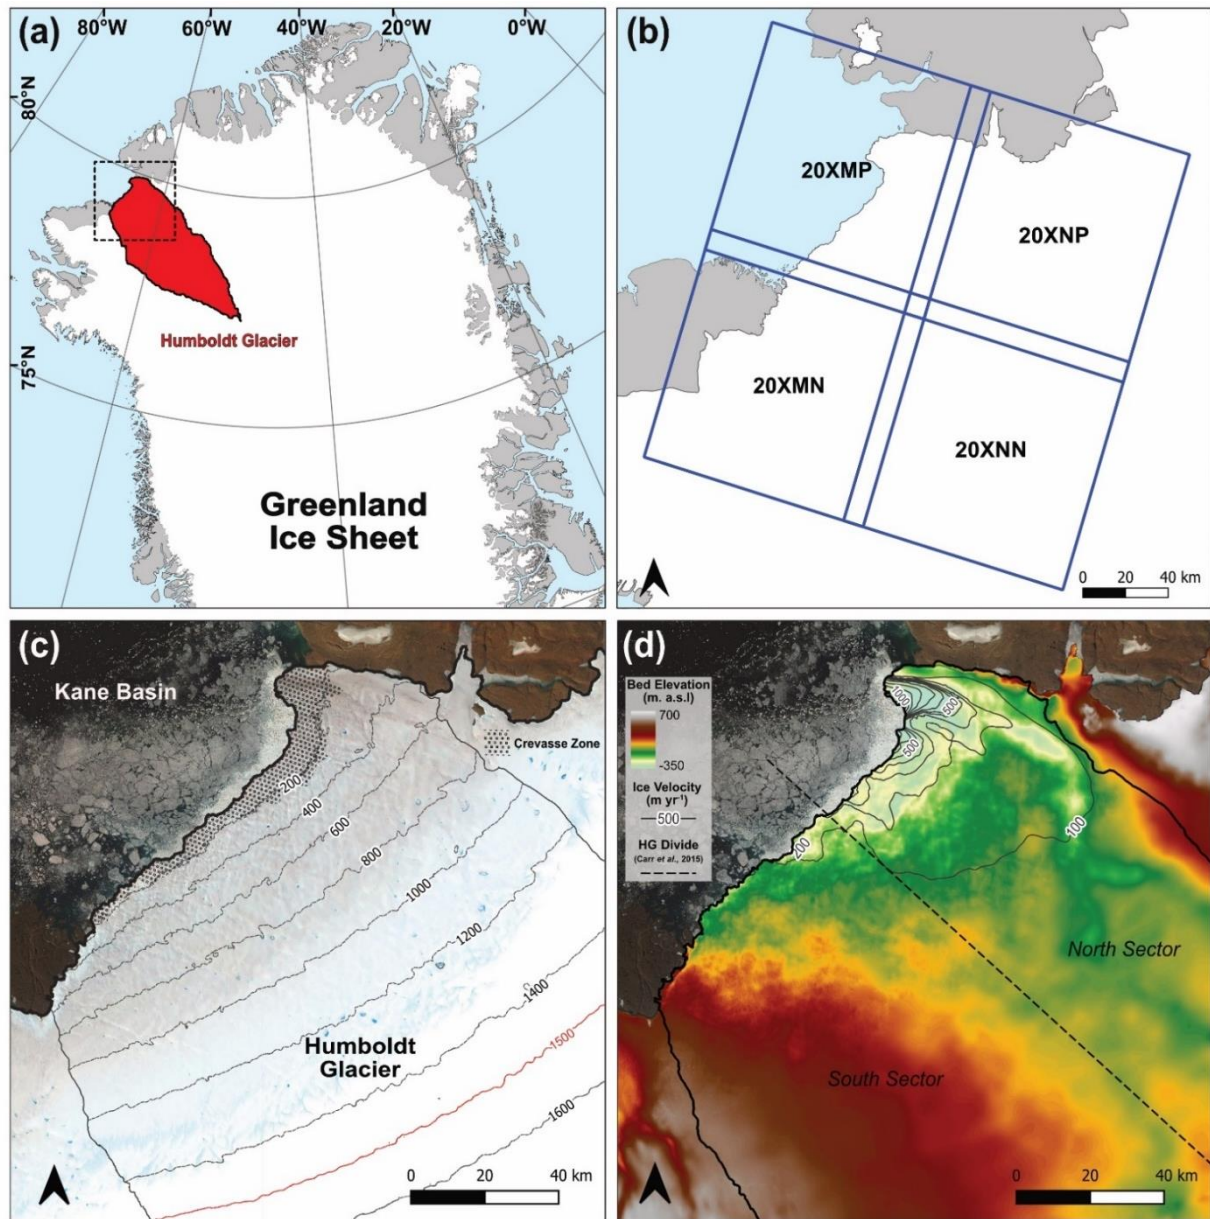 (a)
80°W
60°W
40°W
20°W
0°W
80°N
75°N
Humboldt Glacier
Greenland
Ice Sheet
(b)
20XMP
20XNP
20XMN
20XNN
0 20 40 km
(c)
Kane Basin
Crevasse Zone
200
400
600
800
1000
1200
1400
1500
1600
Humboldt
Glacier
0 20 40 km
(d)
Bed Elevation
(m. a.s.l)
700
-350
Ice Velocity
(m yr⁻¹)
500
HG Divide
(Carr et al., 2015)
1000
500
500
200
100
North Sector
South Sector
0 20 40 km